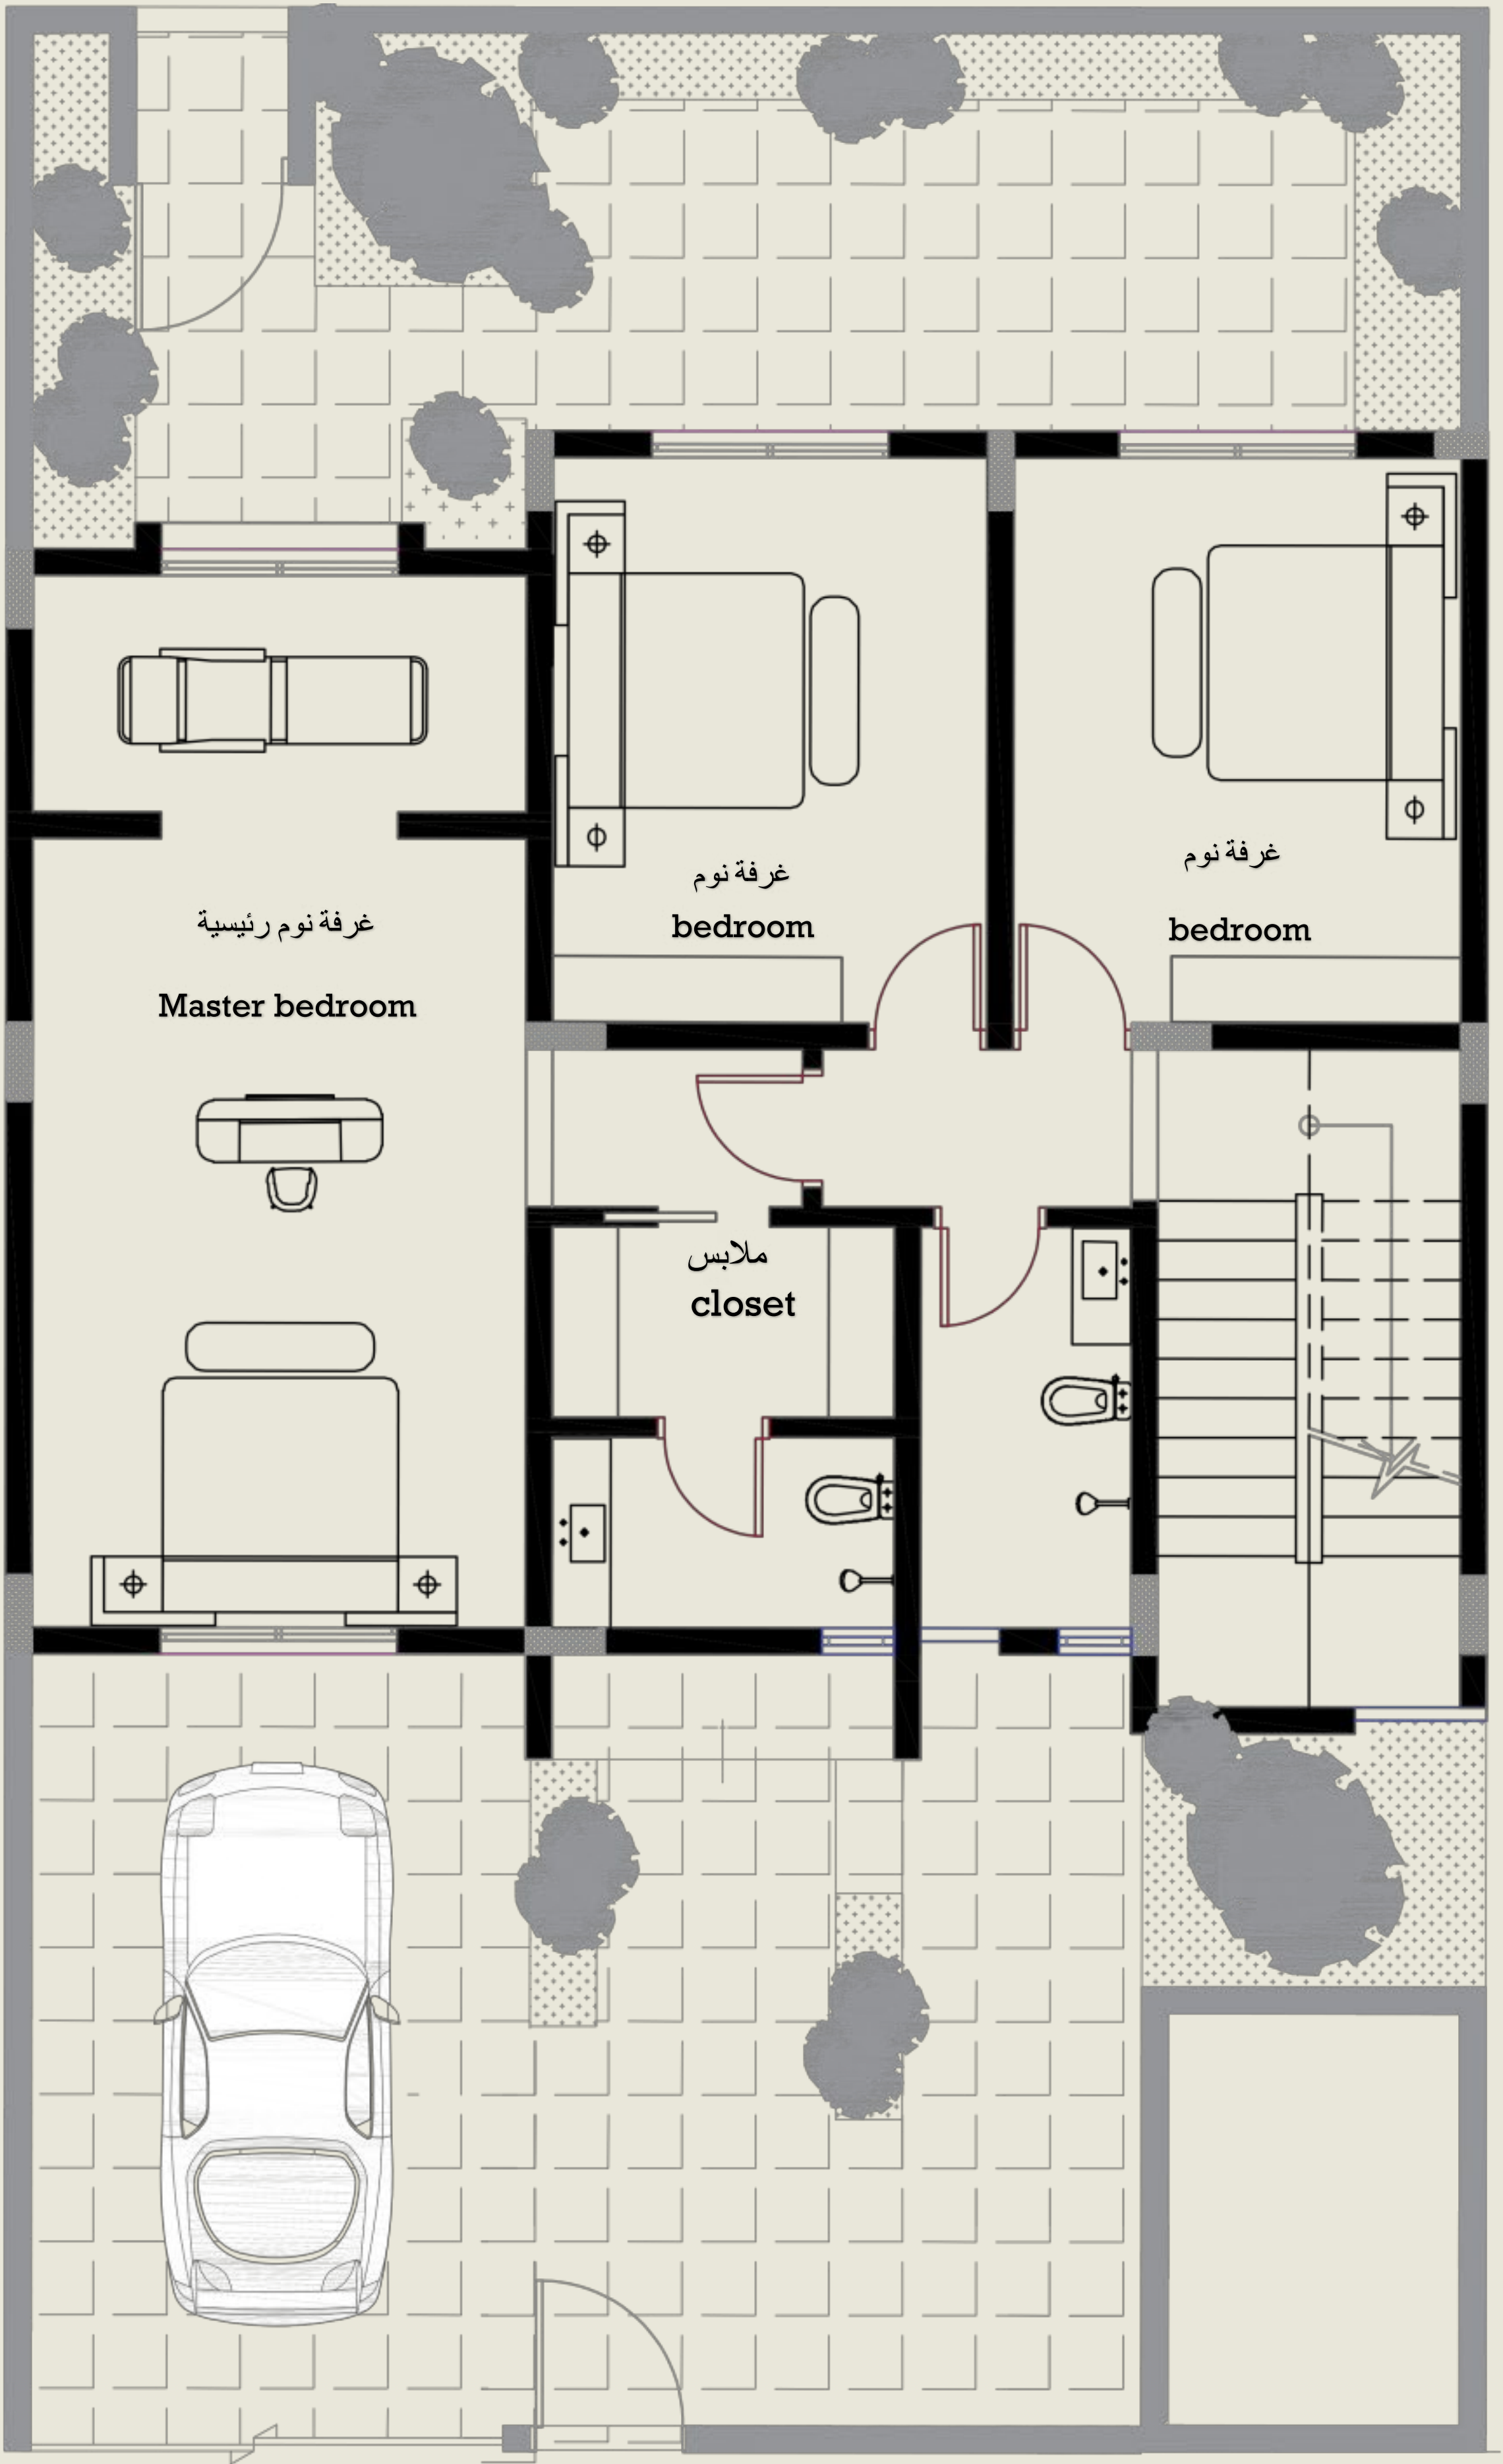 غرفة نوم
bedroom
غرفة نوم
bedroom
غرفة نوم رئيسية
Master bedroom
ملابس
closet